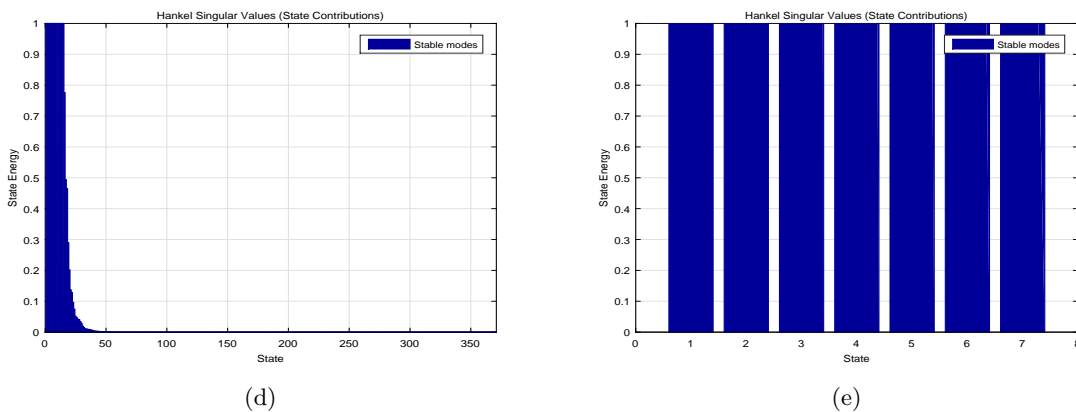 Hankel Singular Values (State Contributions)
Stable modes
State Energy
1
0.9
0.8
0.7
0.6
0.5
0.4
0.3
0.2
0.1
0
0 50 100 150 200 250 300 350
State
(d)
Hankel Singular Values (State Contributions)
Stable modes
State Energy
1
0.9
0.8
0.7
0.6
0.5
0.4
0.3
0.2
0.1
0
0 1 2 3 4 5 6 7 8
State
(e)